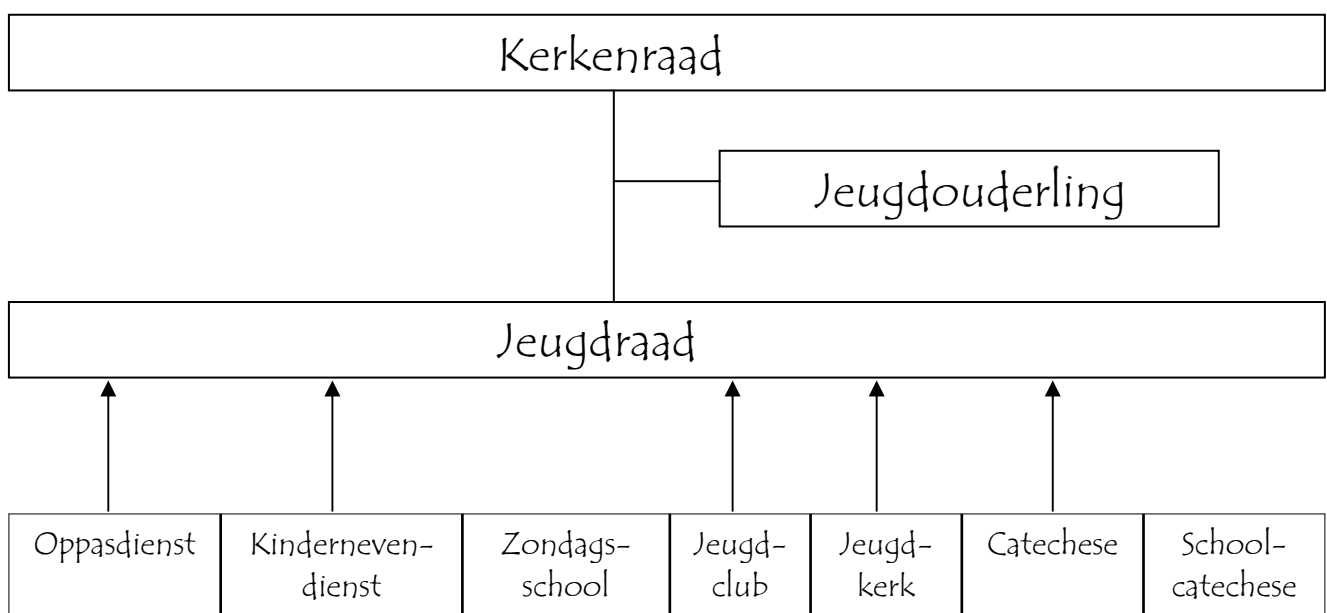 Kerkenraad
Jeugdouderling
Jeugdraad
Oppasdienst
Kinderneven-
dienst
Zondags-
school
Jeugd-
club
Jeugd-
kerk
Catechese
School-
catechese